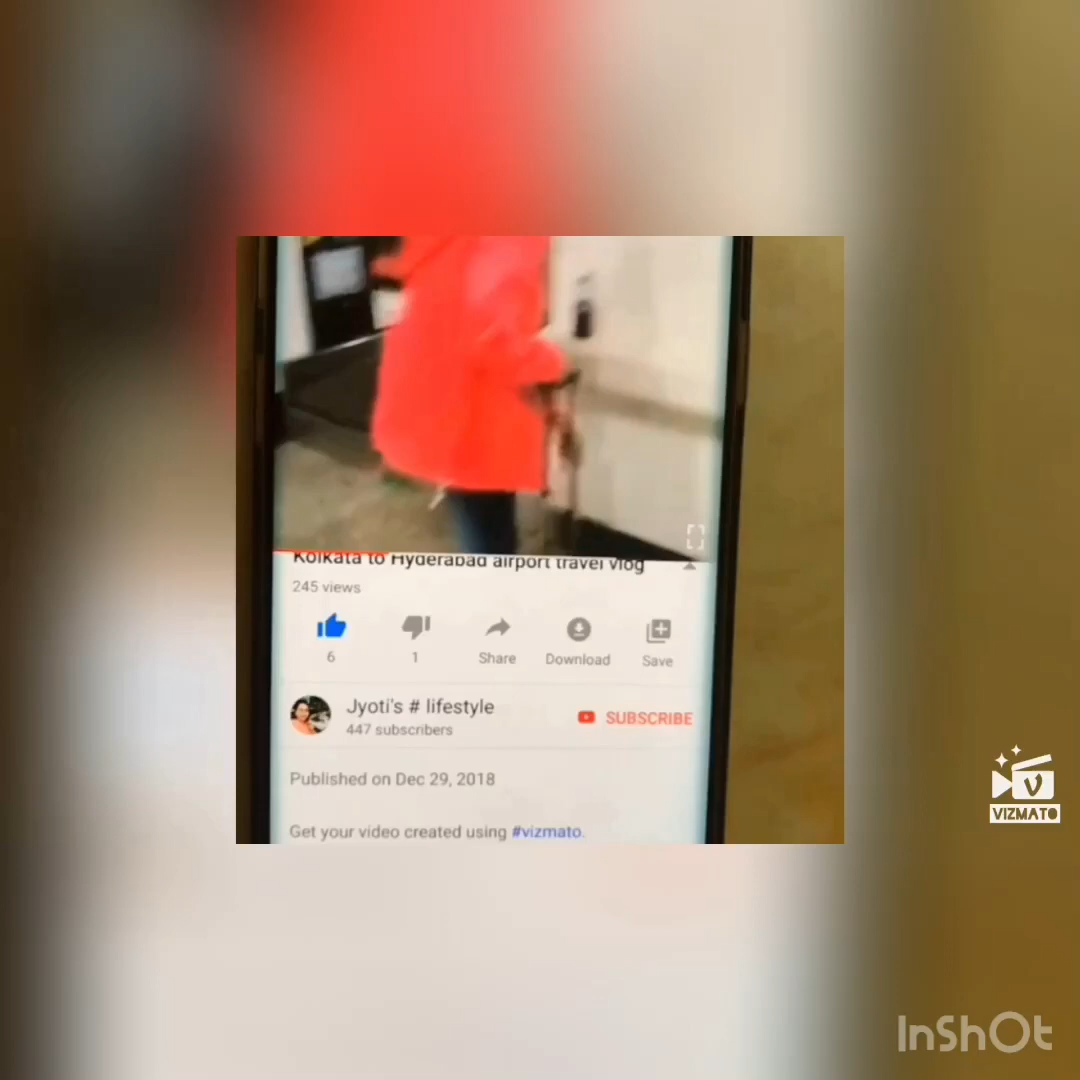 Kolkata to Hyderabad airport travel vlog
245 views
6
1
Share
Download
Save
Jyoti's # lifestyle
447 subscribers
SUBSCRIBE
Published on Dec 29, 2018
Get your video created using #vizmato.
VIZMATO
InShOt